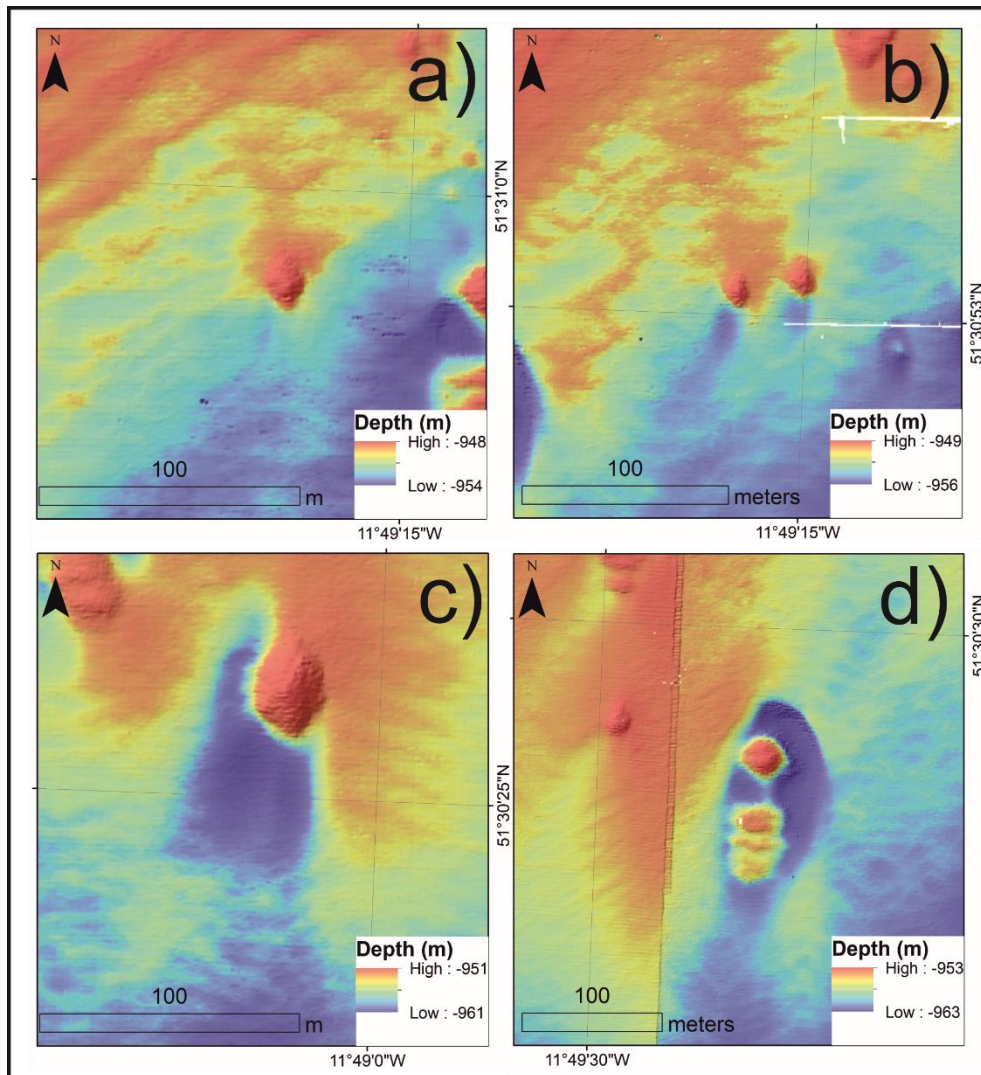 N
a)
51°31'0"N
Depth (m)
High : -948
Low : -954
100
m
11°49'15"W
N
b)
51°30'53"N
Depth (m)
High : -949
Low : -956
100
meters
11°49'15"W
N
c)
51°30'25"N
Depth (m)
High : -951
Low : -961
100
m
11°49'0"W
N
d)
51°30'30"N
Depth (m)
High : -953
Low : -963
100
meters
11°49'30"W